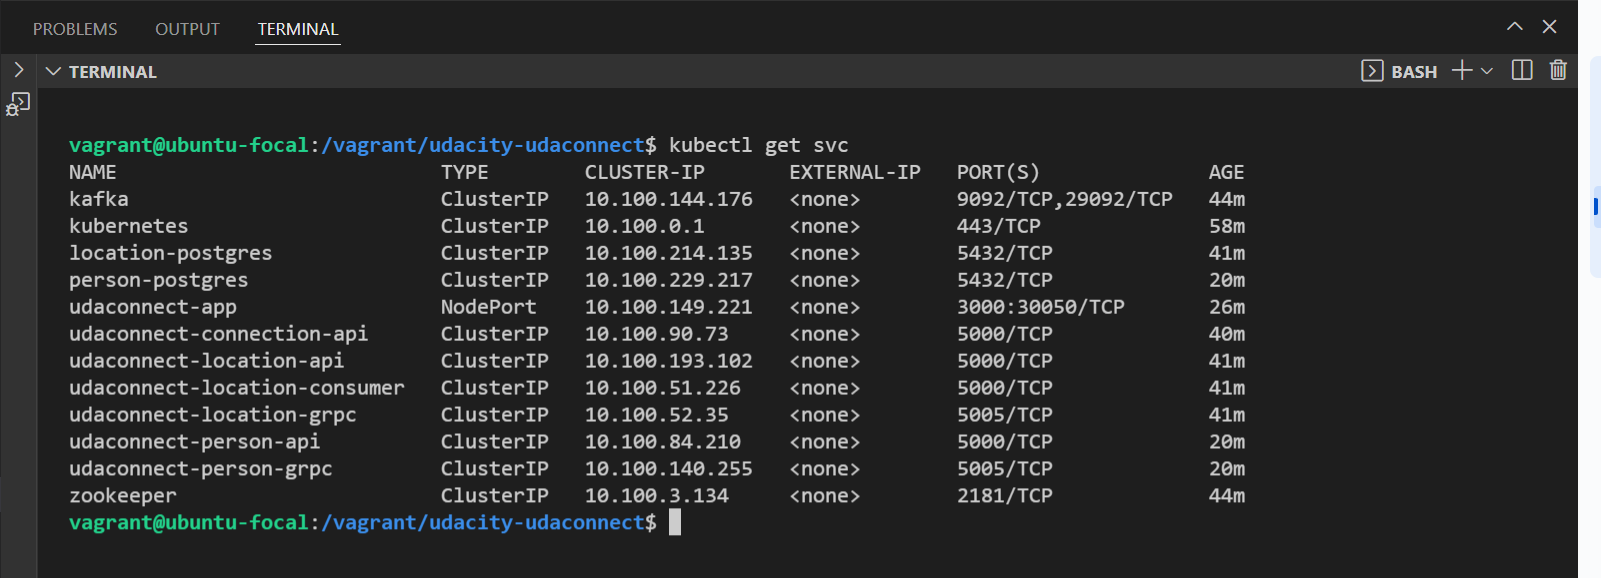 PROBLEMS OUTPUT TERMINAL
TERMINAL BASH
vagrant@ubuntu-focal:/vagrant/udacity-udaconnect$ kubectl get svc
NAME TYPE CLUSTER-IP EXTERNAL-IP PORT(S) AGE
kafka ClusterIP 10.100.144.176 <none> 9092/TCP,29092/TCP 44m
kubernetes ClusterIP 10.100.0.1 <none> 443/TCP 58m
location-postgres ClusterIP 10.100.214.135 <none> 5432/TCP 41m
person-postgres ClusterIP 10.100.229.217 <none> 5432/TCP 20m
udaconnect-app NodePort 10.100.149.221 <none> 3000:30050/TCP 26m
udaconnect-connection-api ClusterIP 10.100.90.73 <none> 5000/TCP 40m
udaconnect-location-api ClusterIP 10.100.193.102 <none> 5000/TCP 41m
udaconnect-location-consumer ClusterIP 10.100.51.226 <none> 5000/TCP 41m
udaconnect-location-grpc ClusterIP 10.100.52.35 <none> 5005/TCP 41m
udaconnect-person-api ClusterIP 10.100.84.210 <none> 5000/TCP 20m
udaconnect-person-grpc ClusterIP 10.100.140.255 <none> 5005/TCP 20m
zookeeper ClusterIP 10.100.3.134 <none> 2181/TCP 44m
vagrant@ubuntu-focal:/vagrant/udacity-udaconnect$